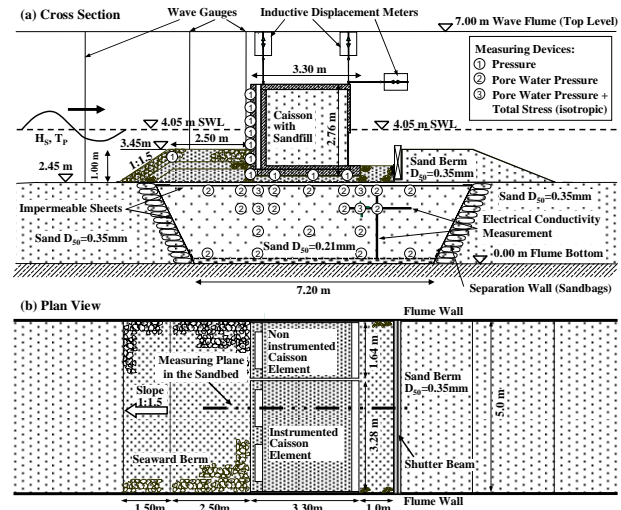 (a) Cross Section
Wave Gauges
Inductive Displacement Meters
7.00 m Wave Flume (Top Level)
3.30 m
Measuring Devices:
1 Pressure
2 Pore Water Pressure
3 Pore Water Pressure +
Total Stress (isotropic)
Caisson
with
Sandfill
2.76 m
4.05 m SWL
4.05 m SWL
HS, TP
3.45m
2.50 m
1:1.5
1.00 m
2.45 m
Sand Berm
D50=0.35mm
Impermeable Sheets
Sand D50=0.35mm
Sand D50=0.35mm
Sand D50=0.21mm
Electrical Conductivity
Measurement
0.00 m Flume Bottom
7.20 m
Separation Wall (Sandbags)
(b) Plan View
Flume Wall
Measuring Plane
in the Sandbed
Non
instrumented
Caisson
Element
1.64 m
Slope
1:1.5
Sand Berm
D50=0.35mm
5.0 m
Instrumented
Caisson
Element
3.28 m
Seaward Berm
Shutter Beam
Flume Wall
1.50m
2.50m
3.30m
1.0m